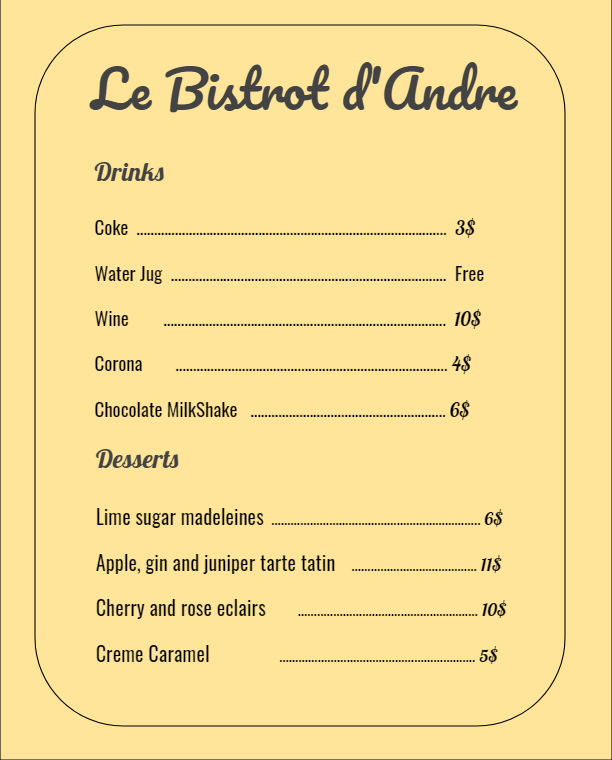 Le Bistrot d'Andre
Drinks
Coke ........................................ 3$
Water Jug ........................................ Free
Wine ........................................ 10$
Corona ........................................ 4$
Chocolate MilkShake ........................................ 6$
Desserts
Lime sugar madeleines ........................................ 6$
Apple, gin and juniper tarte tatin ........................................ 11$
Cherry and rose eclairs ........................................ 10$
Creme Caramel ........................................ 5$